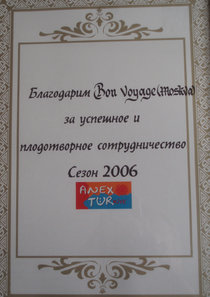 Благодарим Bon Voyage (Moskva)
за успешное и
плодотворное сотрудничество
Сезон 2006
ANEX
TOUR